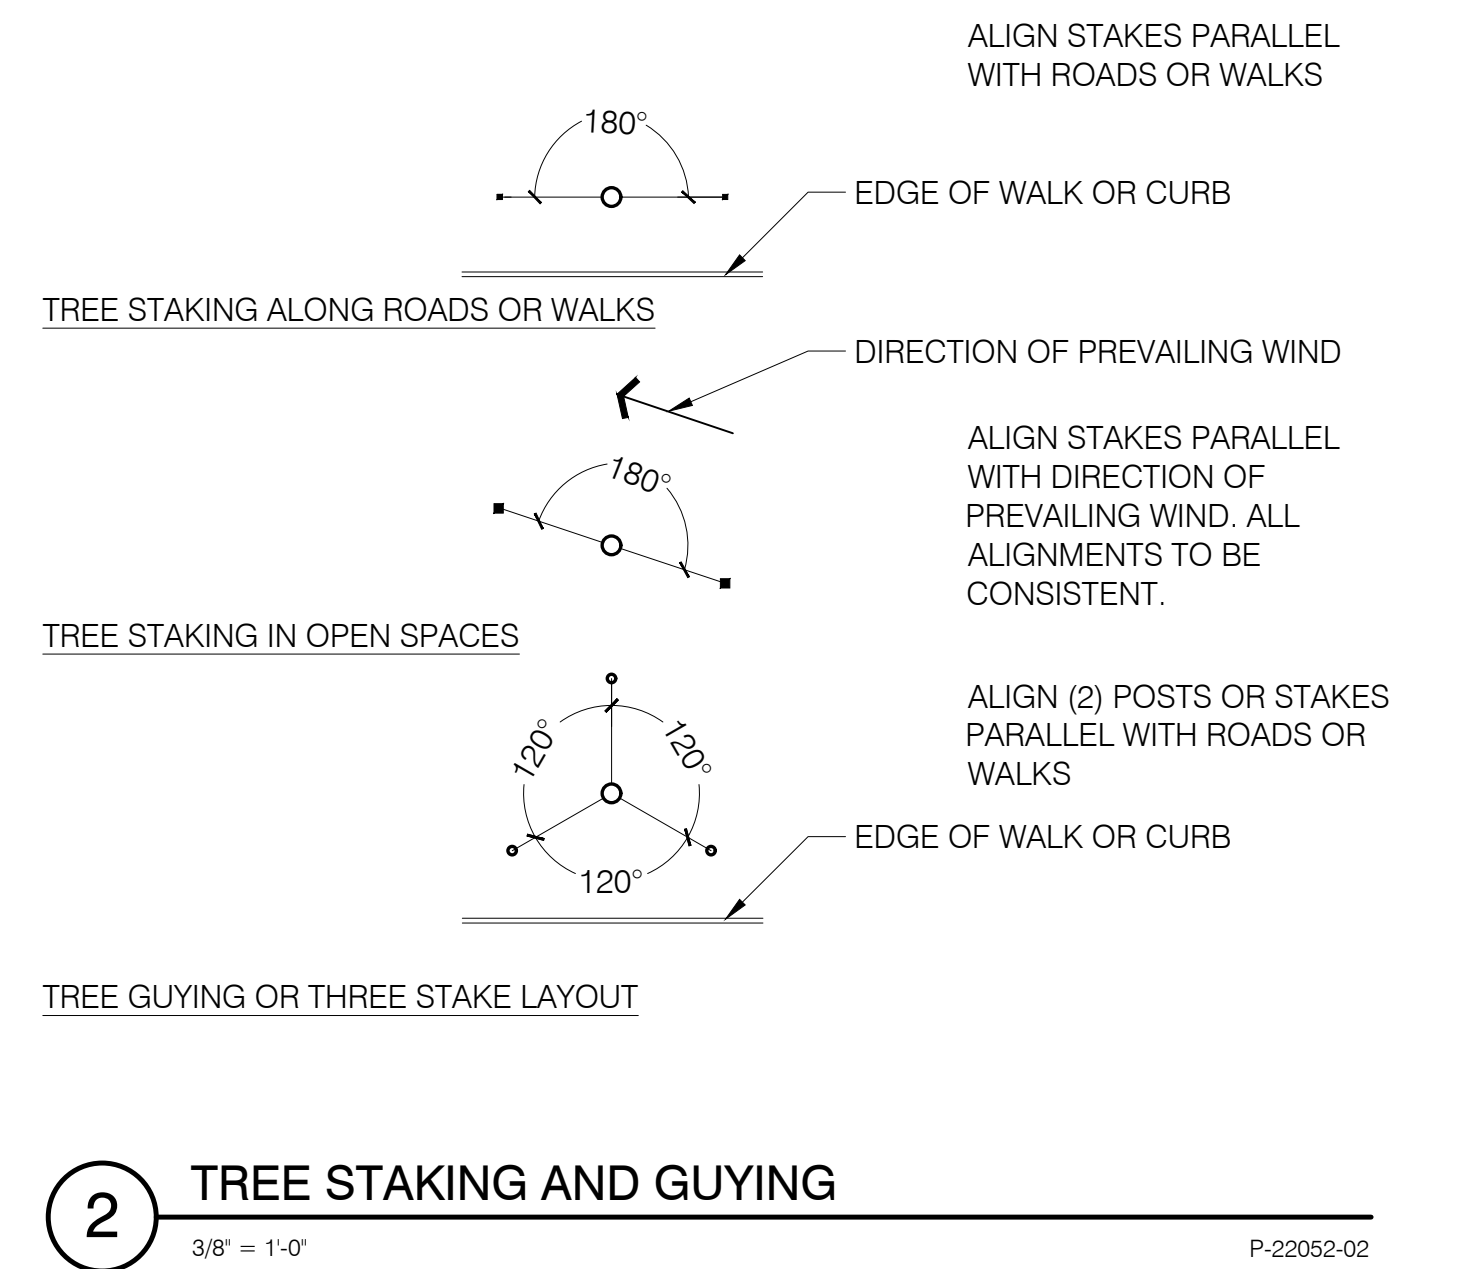 ALIGN STAKES PARALLEL
WITH ROADS OR WALKS
180°
EDGE OF WALK OR CURB
TREE STAKING ALONG ROADS OR WALKS
DIRECTION OF PREVAILING WIND
180°
ALIGN STAKES PARALLEL
WITH DIRECTION OF
PREVAILING WIND. ALL
ALIGNMENTS TO BE
CONSISTENT.
TREE STAKING IN OPEN SPACES
ALIGN (2) POSTS OR STAKES
PARALLEL WITH ROADS OR
WALKS
120°
120°
120°
EDGE OF WALK OR CURB
TREE GUYING OR THREE STAKE LAYOUT
2
TREE STAKING AND GUYING
3/8" = 1'-0"
P-22052-02